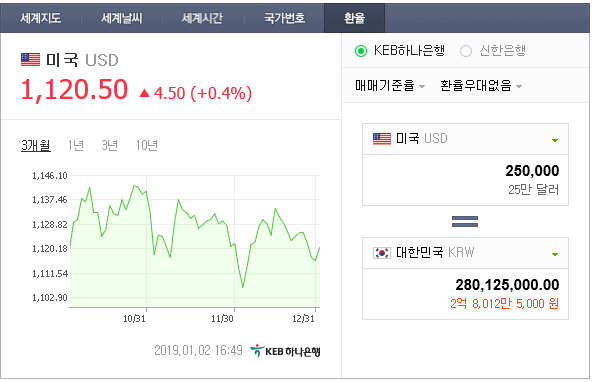 세계지도 세계날씨 세계시간 국가번호 환율
미국 USD
1,120.50 ▲ 4.50 (+0.4%)
3개월 1년 3년 10년
1,146.10
1,137.46
1,128.82
1,120.18
1,111.54
1,102.90
10/31 11/30 12/31
2019.01.02 16:49 KEB 하나은행
KEB하나은행 신한은행
매매기준율 환율우대없음
미국 USD
250,000
25만 달러
=
대한민국 KRW
280,125,000.00
2억 8,012만 5,000 원